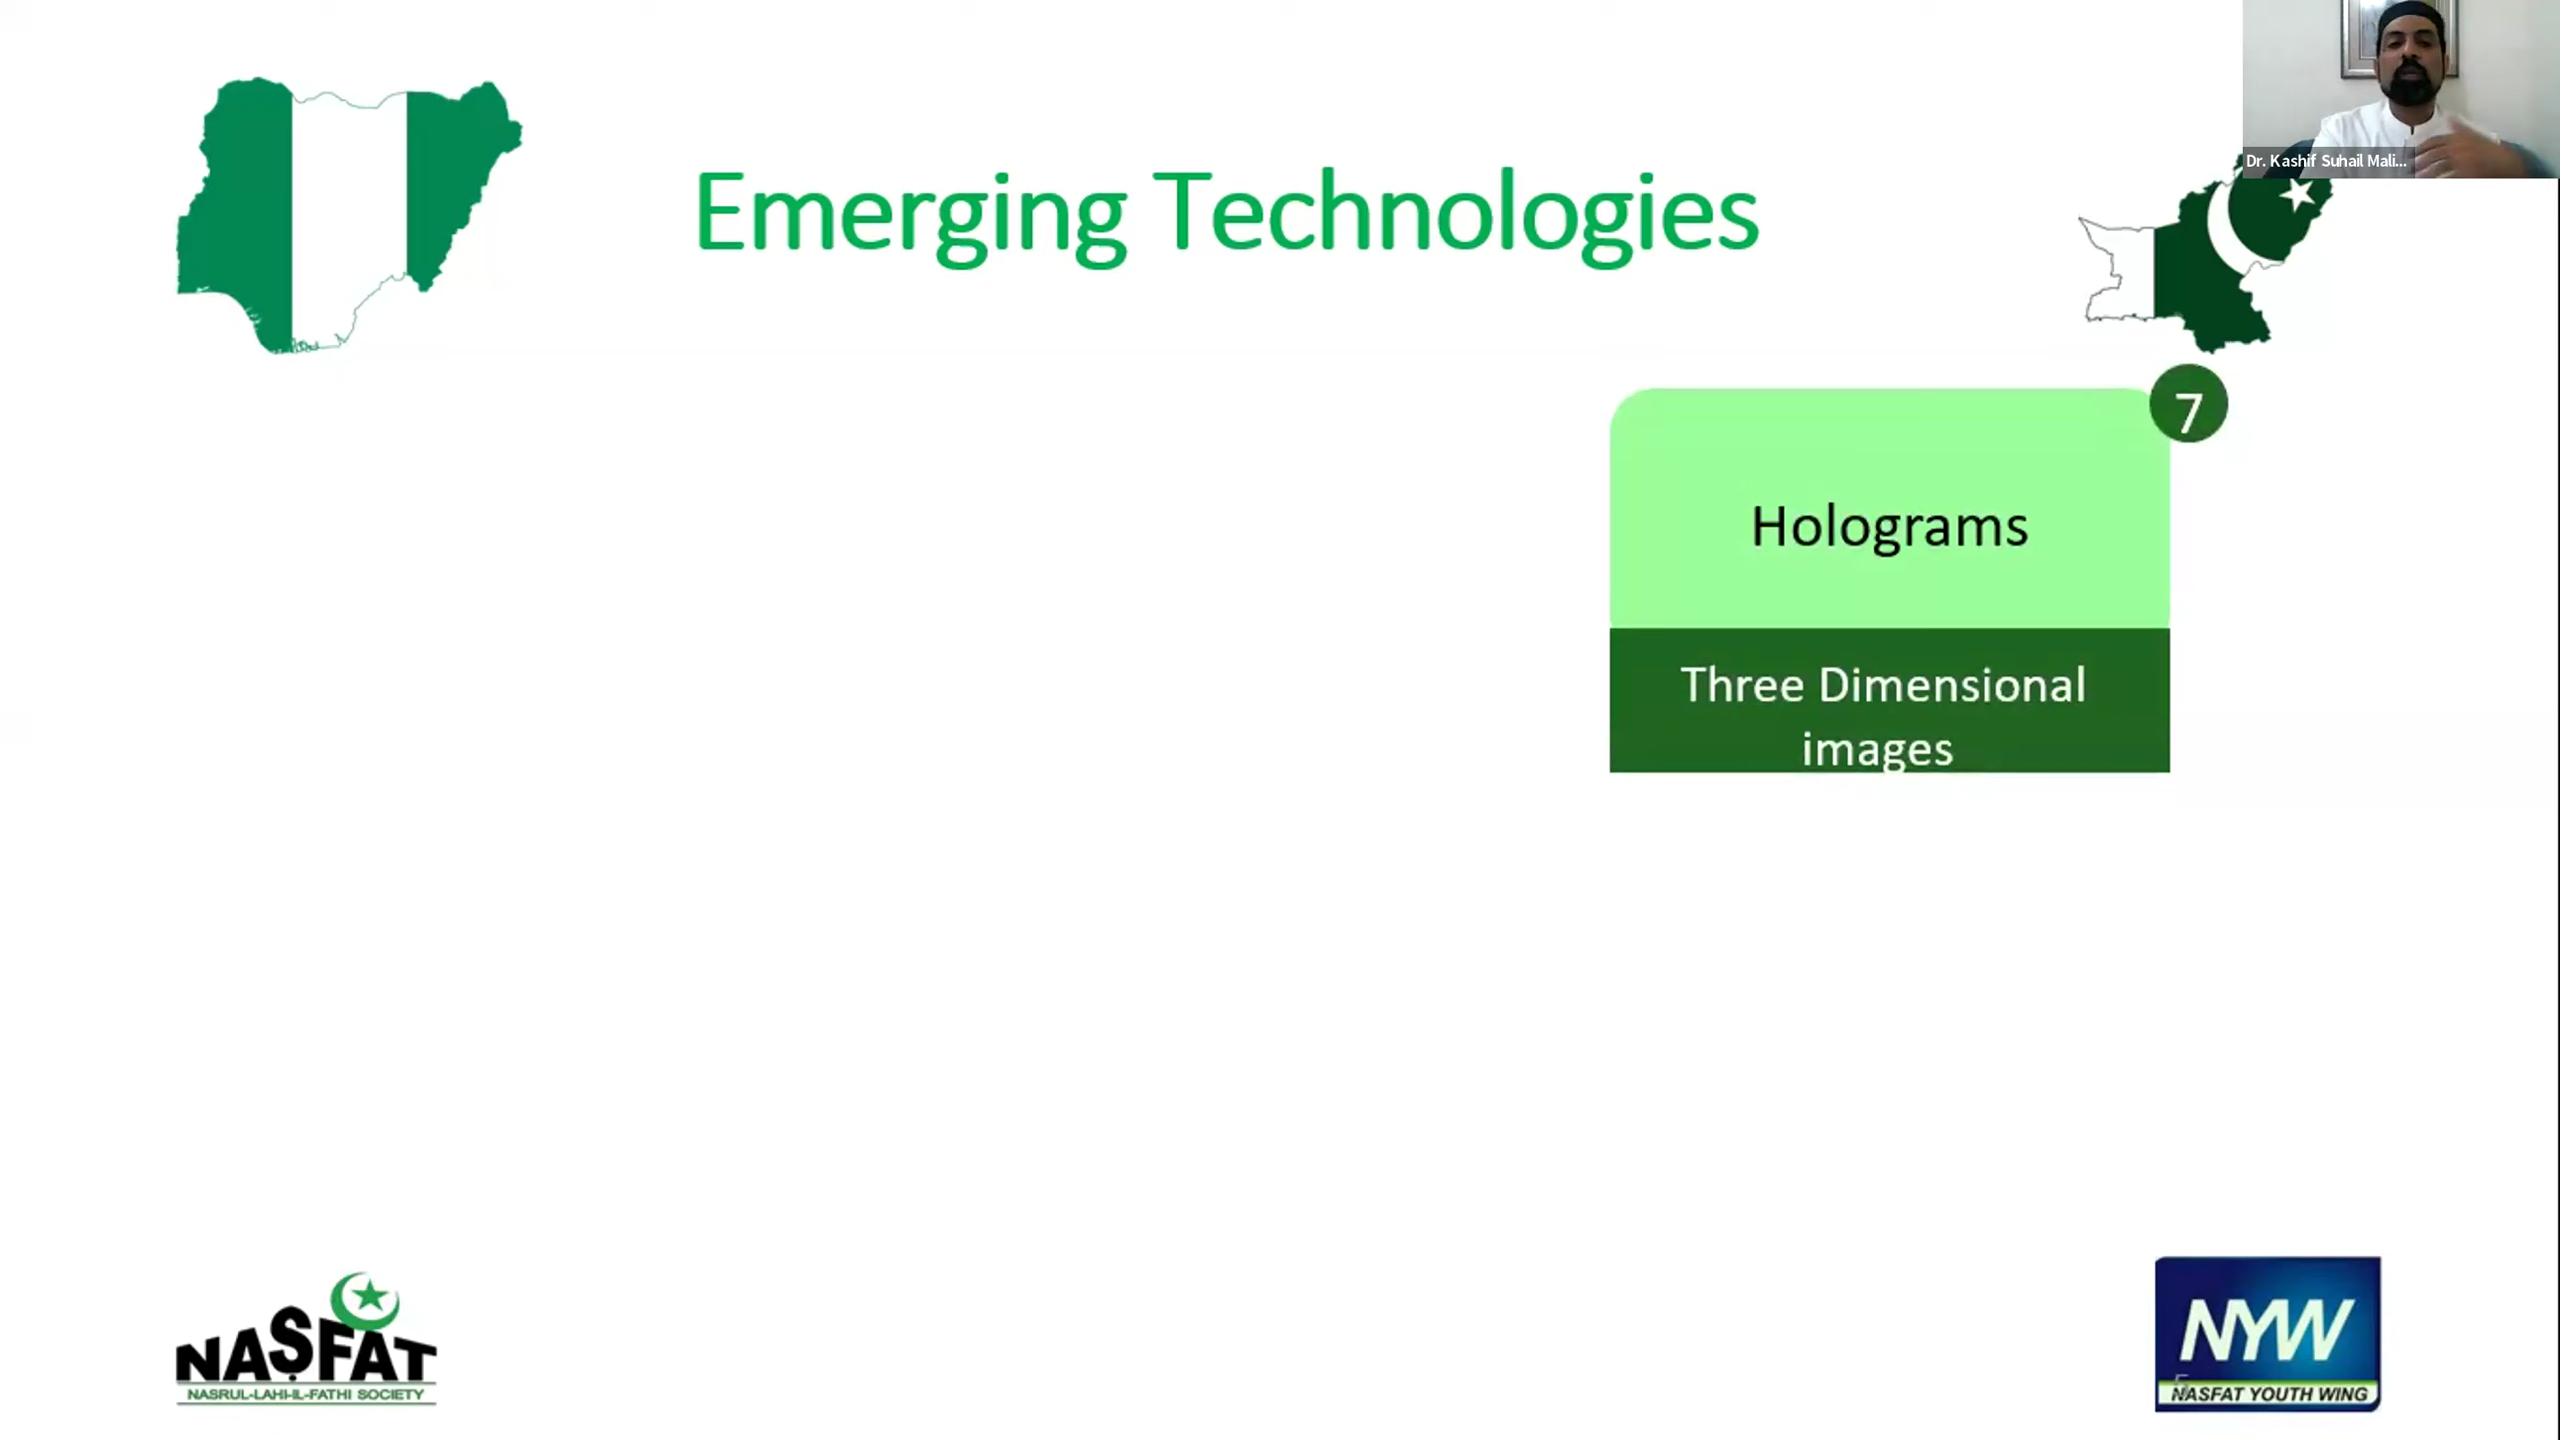 Dr. Kashif Suhail Mali...
Emerging Technologies
7
Holograms
Three Dimensional
images
NAṢFAT
NASRUL-LAHI-IL-FATHI SOCIETY
NYW
5
NASFAT YOUTH WING